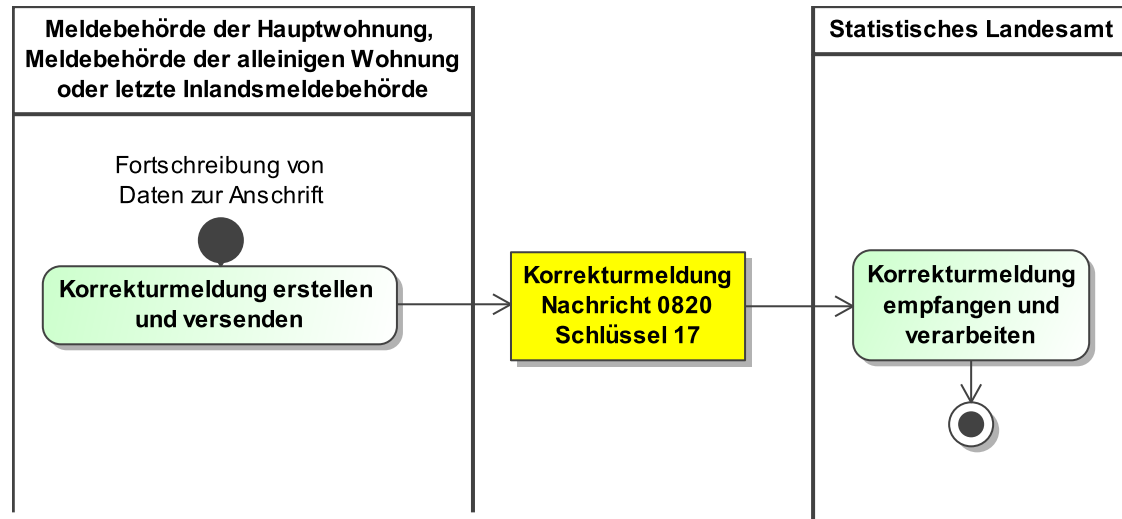 Meldebehörde der Hauptwohnung,
Meldebehörde der alleinigen Wohnung
oder letzte Inlandsmeldebehörde
Statistisches Landesamt
Fortschreibung von
Daten zur Anschrift
Korrekturmeldung erstellen
und versenden
Korrekturmeldung
Nachricht 0820
Schlüssel 17
Korrekturmeldung
empfangen und
verarbeiten